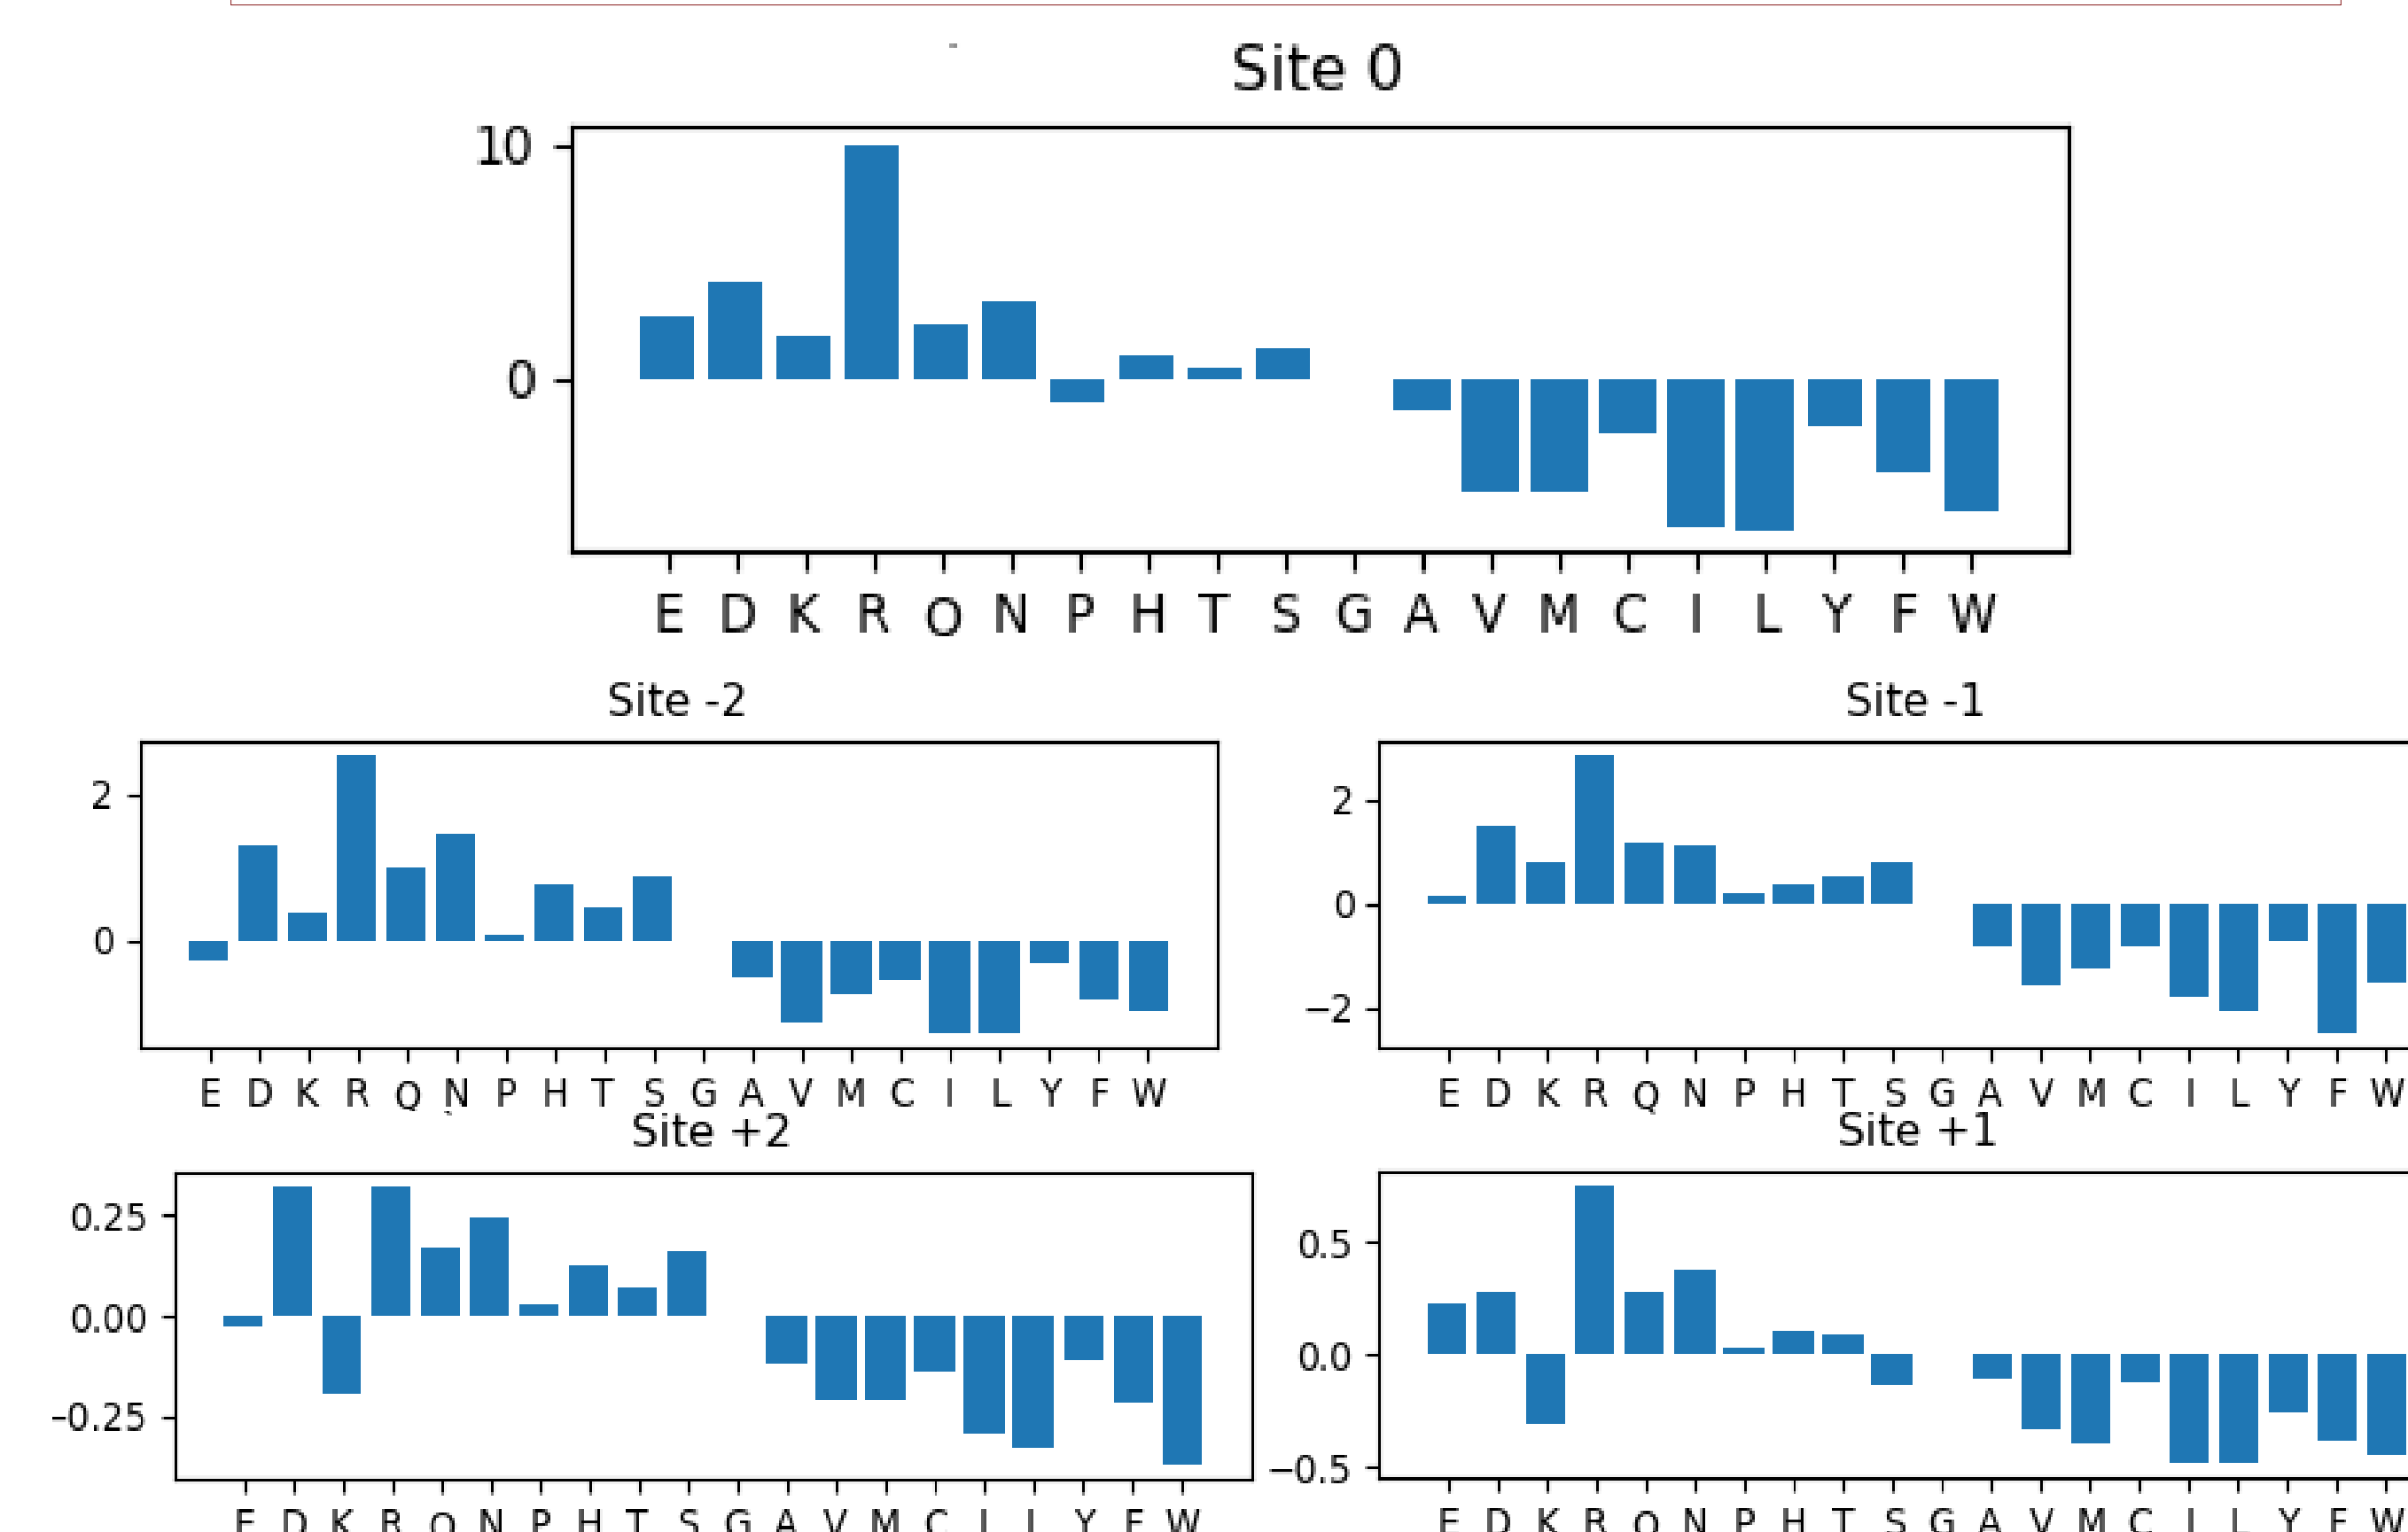 Site 0
10
0
E D K R Q N P H T S G A V M C I L Y F W
Site -2
2
0
E D K R Q N P H T S G A V M C I L Y F W
Site -1
2
0
−2
E D K R Q N P H T S G A V M C I L Y F W
Site +2
0.25
0.00
−0.25
E D K R Q N P H T S G A V M C I L Y F W
Site +1
0.5
0.0
−0.5
E D K R Q N P H T S G A V M C I L Y F W